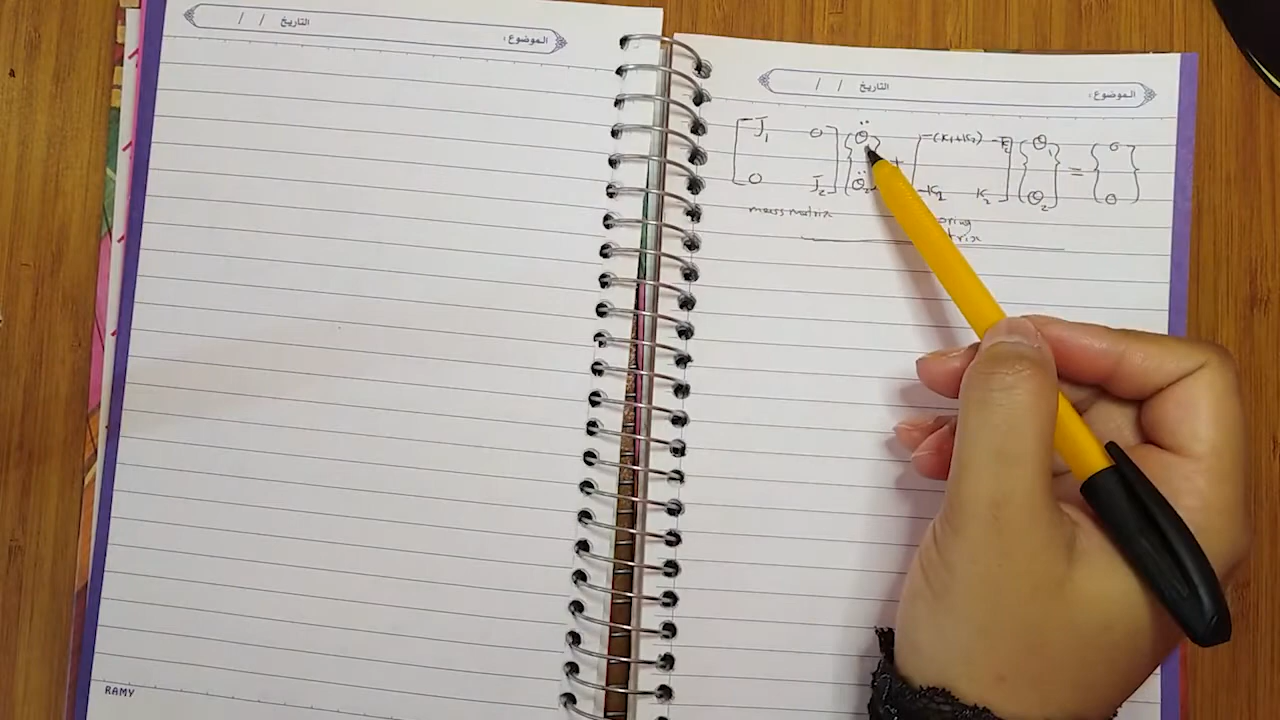 التاريخ / /
الموضوع:
التاريخ / /
الموضوع:
[J₁ 0] {θ̈} + [-(K₁+K₂) -K₂] {θ₁} = {0}
[0 J₂] {θ̈₂} [-K₂ K₂] {θ₂} {0}
mass matrix
RAMY